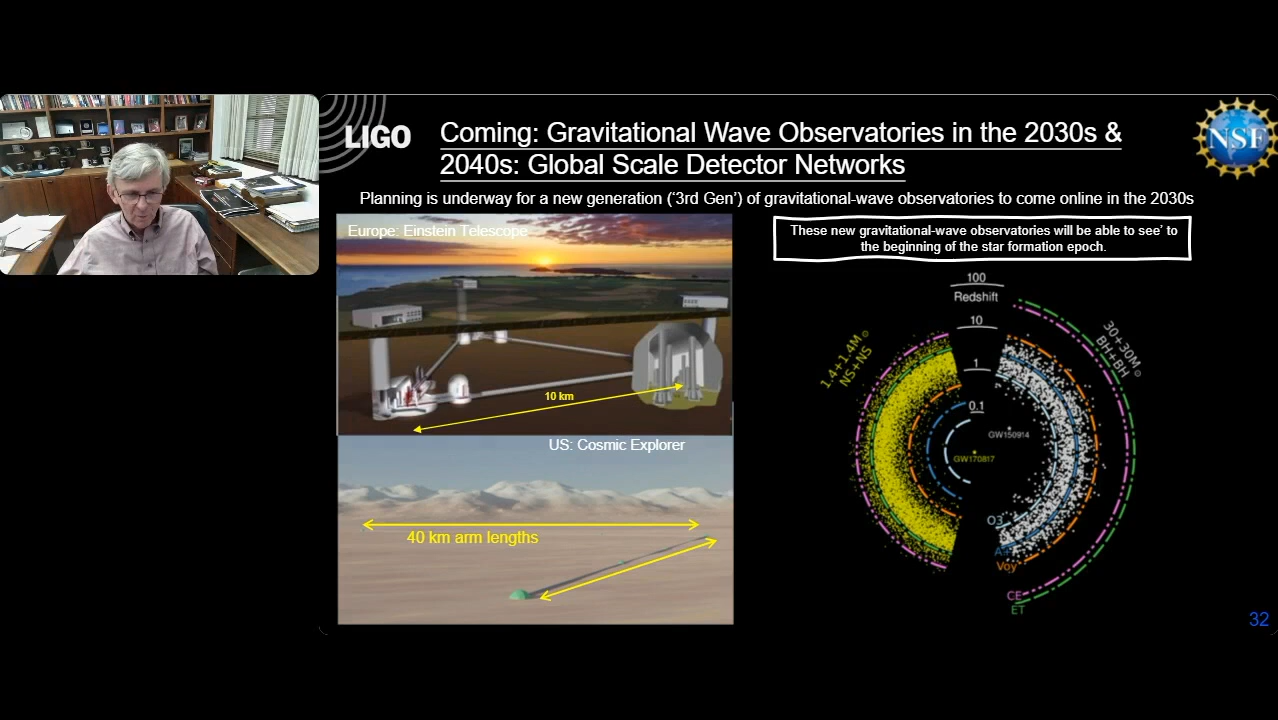 LIGO
Coming: Gravitational Wave Observatories in the 2030s &
2040s: Global Scale Detector Networks
NSF
Planning is underway for a new generation (‘3rd Gen’) of gravitational-wave observatories to come online in the 2030s
Europe: Einstein Telescope
10 km
US: Cosmic Explorer
40 km arm lengths
These new gravitational-wave observatories will be able to see’ to
the beginning of the star formation epoch.
100
Redshift
10
1
0.1
1.4+1.4M☉
NS+NS
30+30M☉
BH+BH
GW150914
GW170817
O3
A+
Voy
CE
ET
32